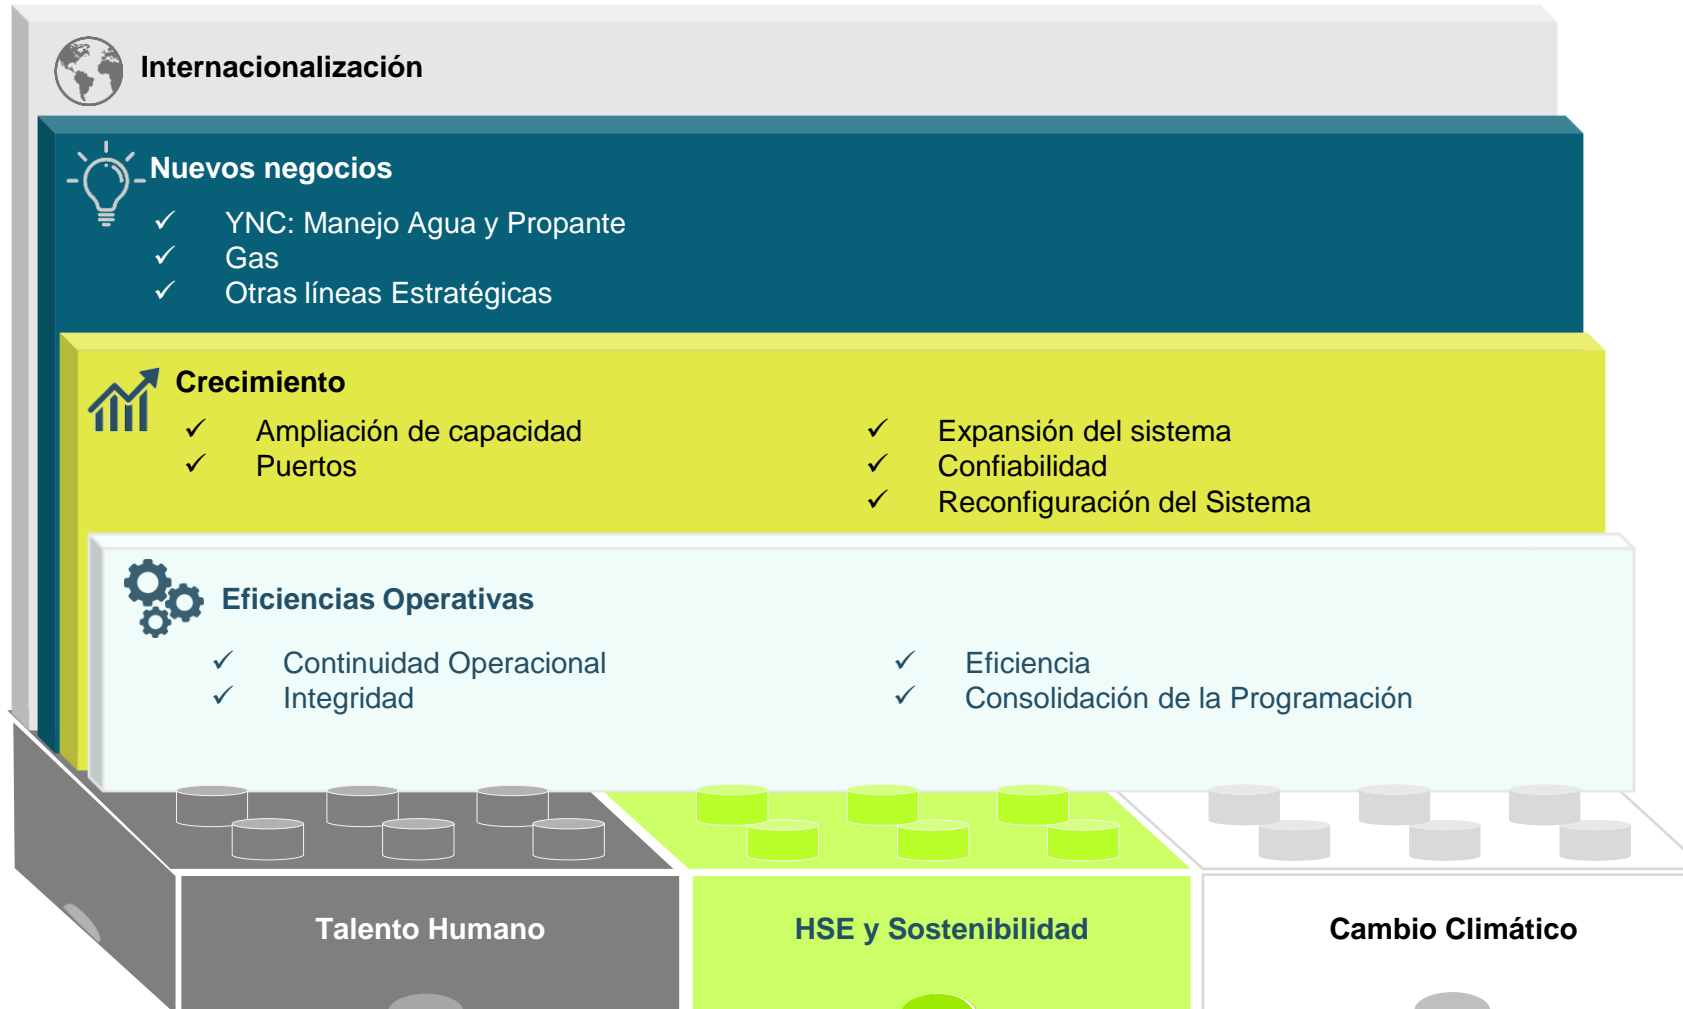 Internacionalización
Nuevos negocios
✓ YNC: Manejo Agua y Propante
✓ Gas
✓ Otras líneas Estratégicas
Crecimiento
✓ Ampliación de capacidad
✓ Puertos
✓ Expansión del sistema
✓ Confiabilidad
✓ Reconfiguración del Sistema
Eficiencias Operativas
✓ Continuidad Operacional
✓ Integridad
✓ Eficiencia
✓ Consolidación de la Programación
Talento Humano
HSE y Sostenibilidad
Cambio Climático